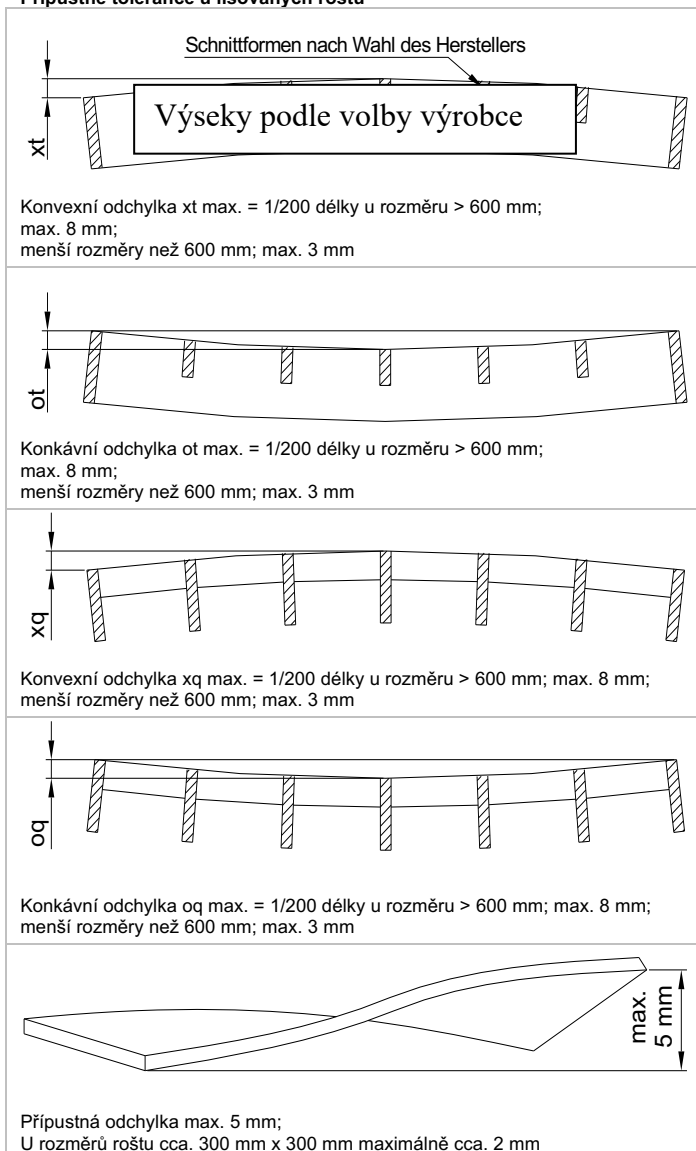 Přípustné tolerance u lisovaných roštů
Schnittformen nach Wahl des Herstellers
Výseky podle volby výrobce
xt
Konvexní odchylka xt max. = 1/200 délky u rozměru > 600 mm;
max. 8 mm;
menší rozměry než 600 mm; max. 3 mm
ot
Konkávní odchylka ot max. = 1/200 délky u rozměru > 600 mm;
max. 8 mm;
menší rozměry než 600 mm; max. 3 mm
xq
Konvexní odchylka xq max. = 1/200 délky u rozměru > 600 mm; max. 8 mm;
menší rozměry než 600 mm; max. 3 mm
oq
Konkávní odchylka oq max. = 1/200 délky u rozměru > 600 mm; max. 8 mm;
menší rozměry než 600 mm; max. 3 mm
max.
5 mm
Přípustná odchylka max. 5 mm;
U rozměrů roštu cca. 300 mm x 300 mm maximálně cca. 2 mm